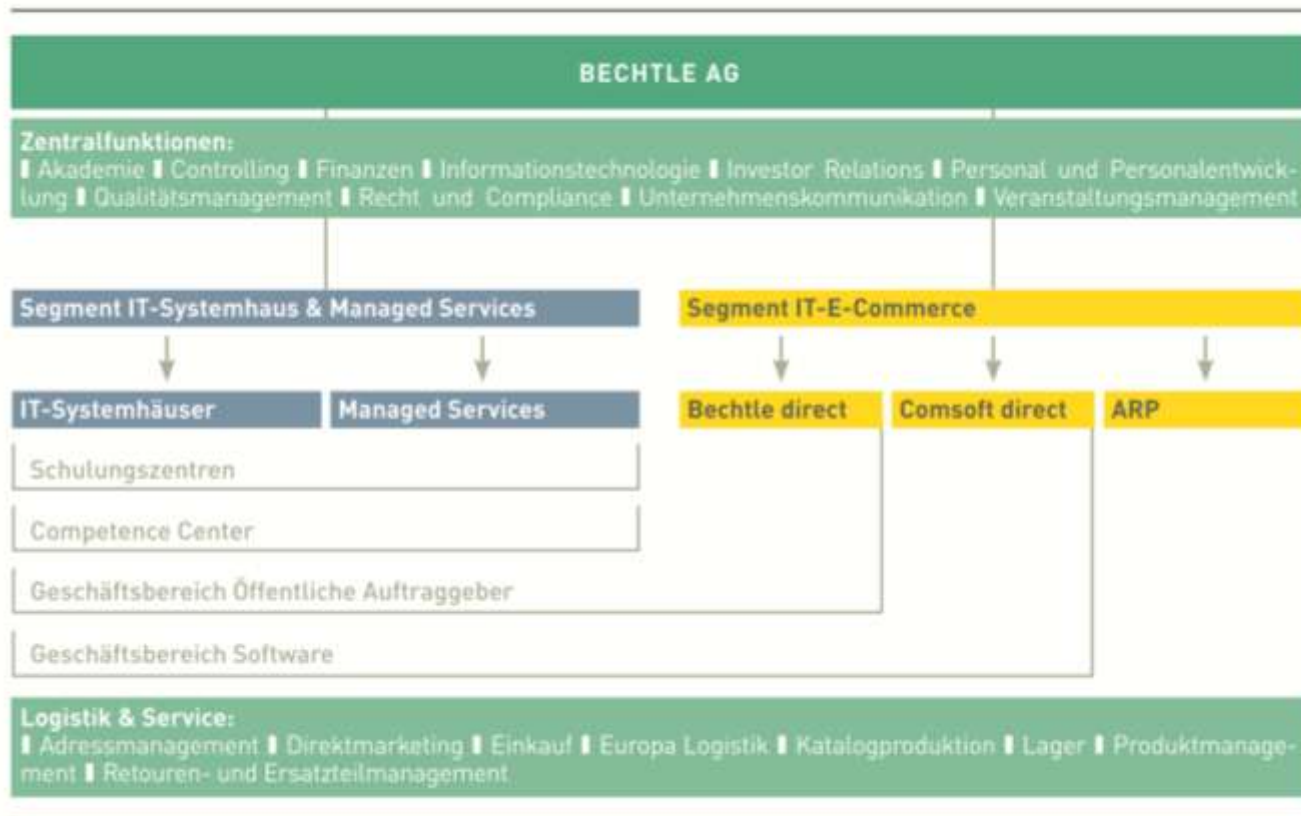 BECHTLE AG
Zentralfunktionen:
▌Akademie ▌Controlling ▌Finanzen ▌Informationstechnologie ▌Investor Relations ▌Personal und Personalentwick-
lung ▌Qualitätsmanagement ▌Recht und Compliance ▌Unternehmenskommunikation ▌Veranstaltungsmanagement
Segment IT-Systemhaus & Managed Services
Segment IT-E-Commerce
IT-Systemhäuser
Managed Services
Bechtle direct
Comsoft direct
ARP
Schulungszentren
Competence Center
Geschäftsbereich Öffentliche Auftraggeber
Geschäftsbereich Software
Logistik & Service:
▌Adressmanagement ▌Direktmarketing ▌Einkauf ▌Europa Logistik ▌Katalogproduktion ▌Lager ▌Produktmanage-
ment ▌Retouren- und Ersatzteilmanagement